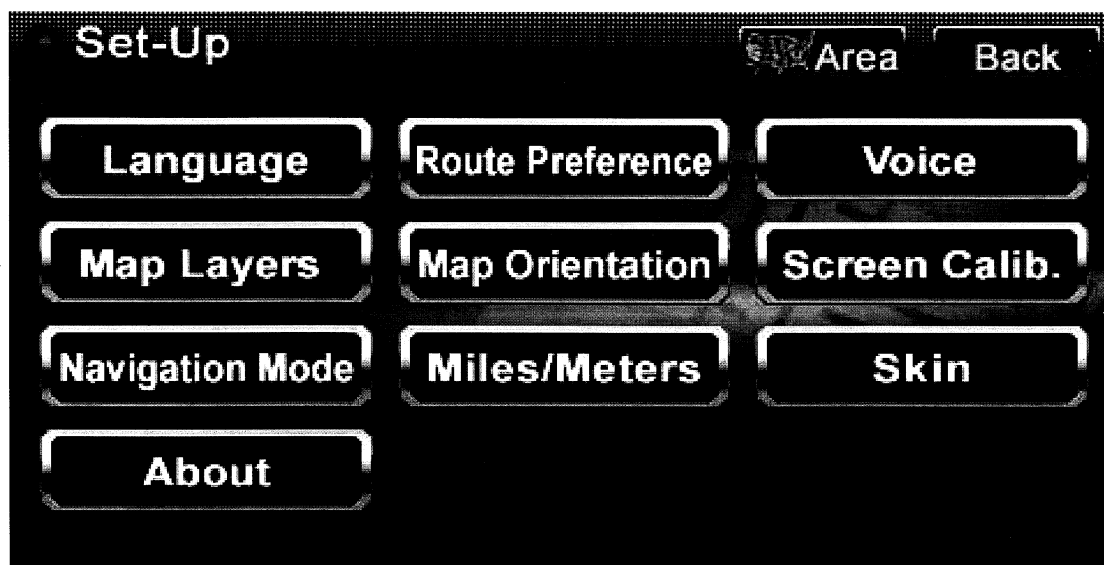 Set-Up
Area
Back
Language
Route Preference
Voice
Map Layers
Map Orientation
Screen Calib.
Navigation Mode
Miles/Meters
Skin
About